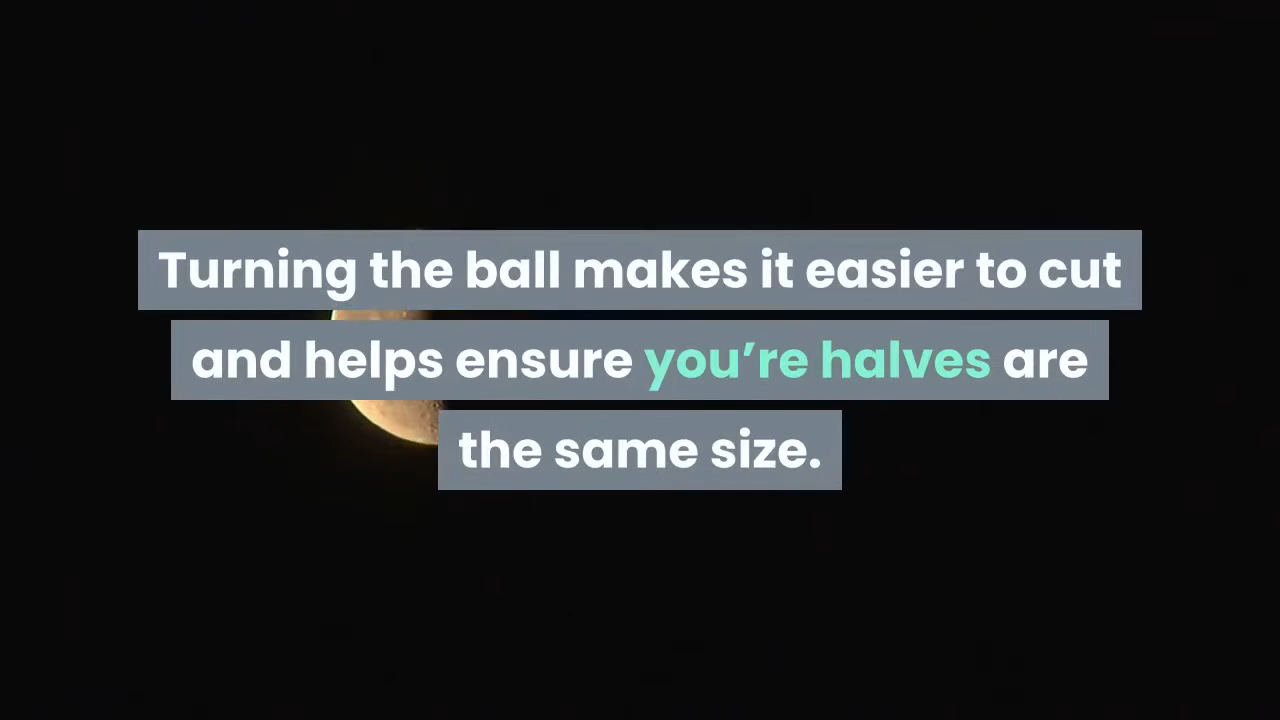 Turning the ball makes it easier to cut
and helps ensure you’re halves are
the same size.